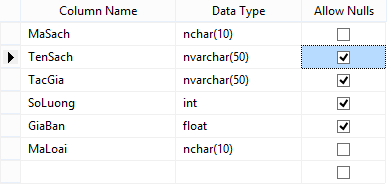 Column Name Data Type Allow Nulls
MaSach nchar(10)
TenSach nvarchar(50)
TacGia nvarchar(50)
SoLuong int
GiaBan float
MaLoai nchar(10)